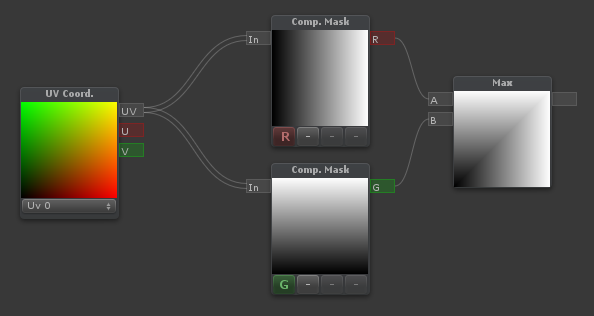 UV Coord.
UV
U
V
Uv 0
Comp. Mask
In
R
R - - -
Comp. Mask
In
G
G - - -
Max
A
B